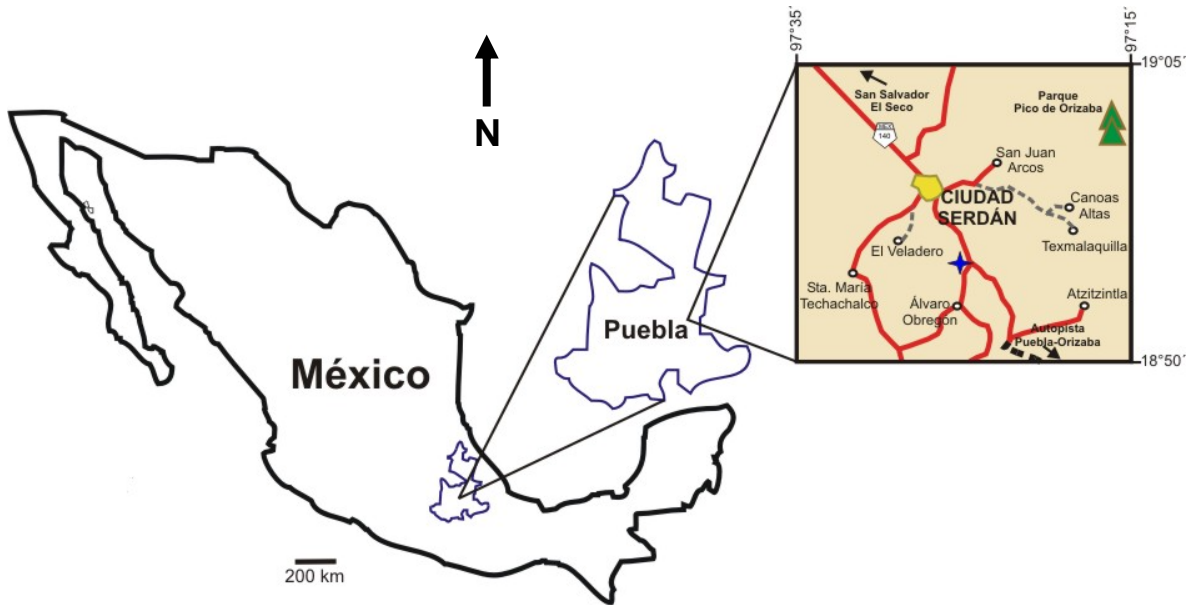 97°35´
97°15´
19°05´
San Salvador
El Seco
Parque
Pico de Orizaba
MEX
140
N
San Juan
Arcos
CIUDAD
SERDÁN
Canoas
Altas
El Veladero
Texmalaquilla
Sta. María
Techachalco
Álvaro
Obregón
Atzitzintla
Autopista
Puebla-Orizaba
18°50´
Puebla
México
200 km